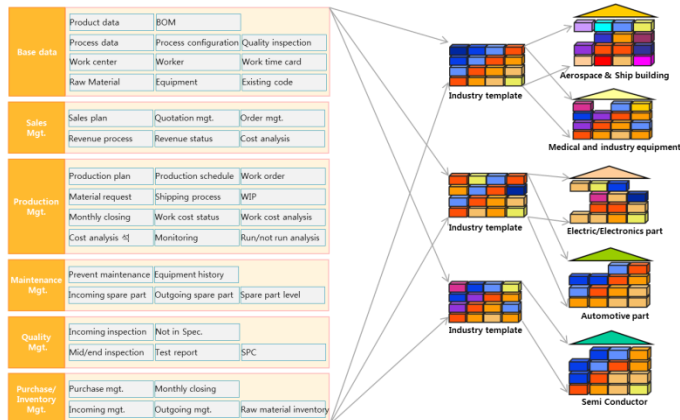 Base data
Product data BOM
Process data Process configuration Quality inspection
Work center Worker Work time card
Raw Material Equipment Existing code
Sales
Mgt.
Sales plan Quotation mgt. Order mgt.
Revenue process Revenue status Cost analysis
Production
Mgt.
Production plan Production schedule Work order
Material request Shipping process WIP
Monthly closing Work cost status Work cost analysis
Cost analysis 석 Monitoring Run/not run analysis
Maintenance
Mgt.
Prevent maintenance Equipment history
Incoming spare part Outgoing spare part Spare part level
Quality
Mgt.
Incoming inspection Not in Spec.
Mid/end inspection Test report SPC
Purchase/
Inventory
Mgt.
Purchase mgt. Monthly closing
Incoming mgt. Outgoing mgt. Raw material inventory
Industry template
Industry template
Industry template
Aerospace & Ship building
Medical and industry equipment
Electric/Electronics part
Automotive part
Semi Conductor